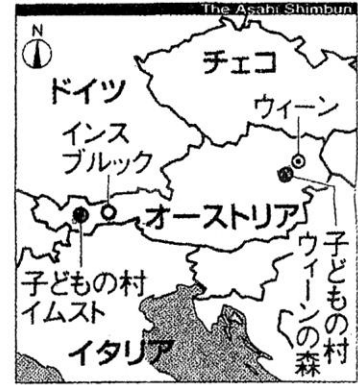 The Asahi Shimbun
N
チェコ
ドイツ
ウィーン
インス
ブルック
オーストリア
子どもの村
イムスト
子どもの村
ウィーンの森
イタリア